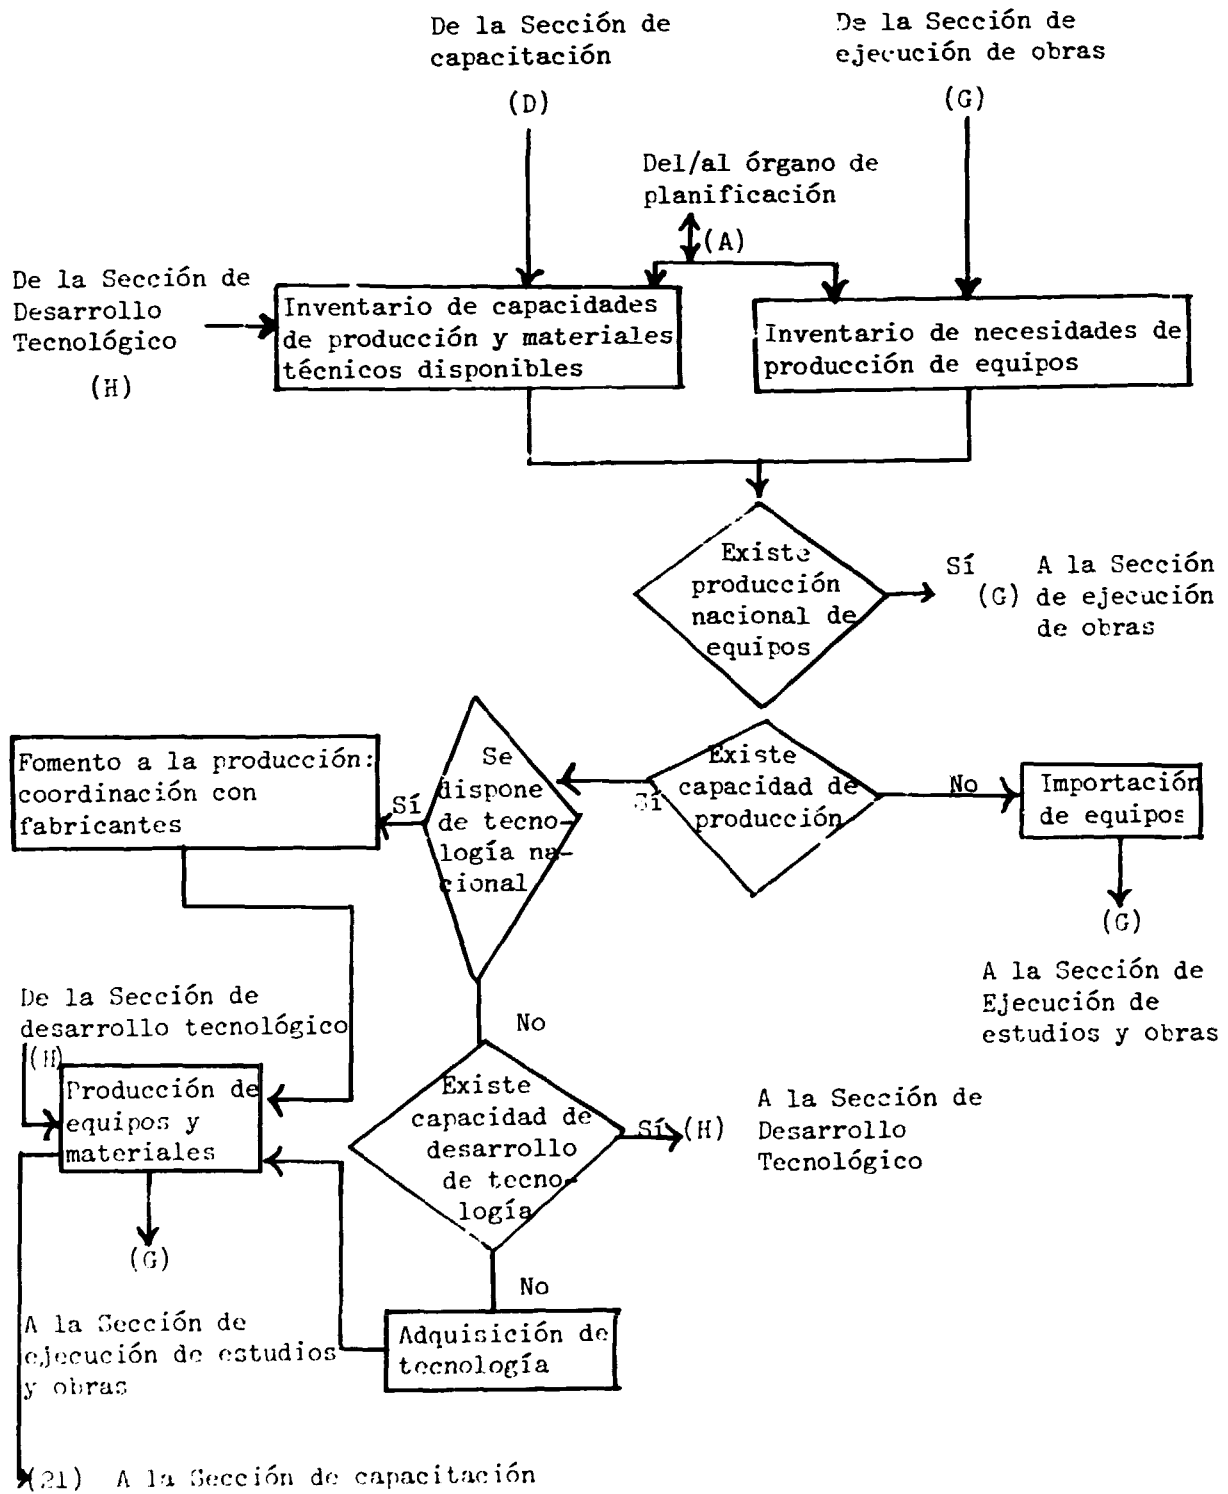 De la Sección de
capacitación
(D)
De la Sección de
ejecución de obras
(G)
Del/al órgano de
planificación
(A)
De la Sección de
Desarrollo
Tecnológico
(H)
Inventario de capacidades
de producción y materiales
técnicos disponibles
Inventario de necesidades de
producción de equipos
Existe
producción
nacional de
equipos
Sí
(G)
A la Sección
de ejecución
de obras
Existe
capacidad de
producción
Sí
No
Importación
de equipos
(G)
A la Sección de
Ejecución de
estudios y obras
Se
dispone
de tecno-
logía na-
cional
Sí
Fomento a la producción:
coordinación con
fabricantes
No
De la Sección de
desarrollo tecnológico
(H)
Producción de
equipos y
materiales
(G)
A la Sección de
ejecución de estudios
y obras
Existe
capacidad de
desarrollo
de tecno-
logía
Sí (H)
A la Sección de
Desarrollo
Tecnológico
No
Adquisición de
tecnología
(21) A la Sección de capacitación